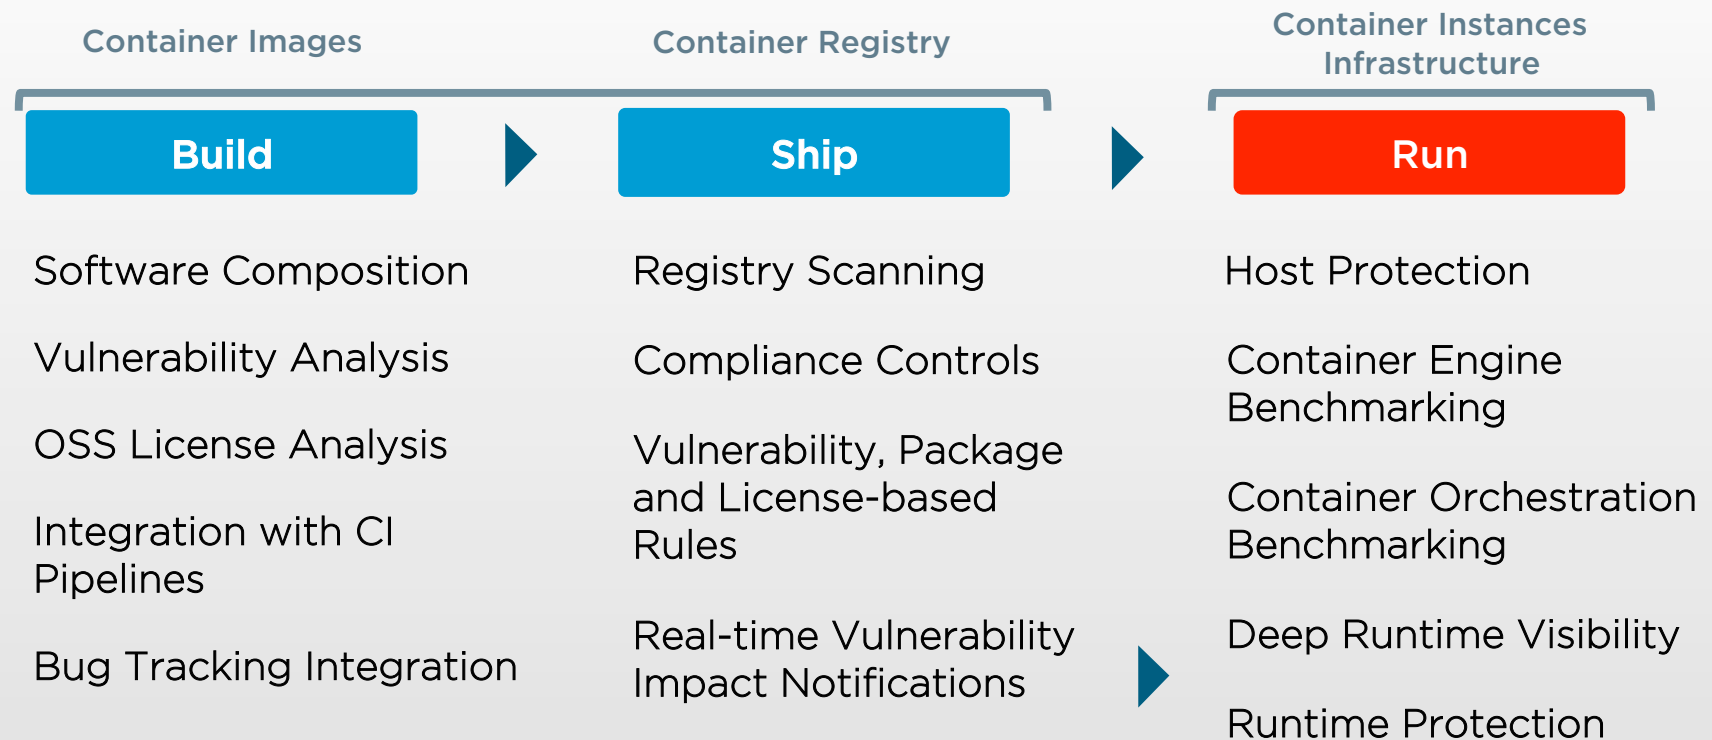 Container Images
Container Registry
Container Instances
Infrastructure
Build
Ship
Run
Software Composition
Vulnerability Analysis
OSS License Analysis
Integration with CI
Pipelines
Bug Tracking Integration
Registry Scanning
Compliance Controls
Vulnerability, Package
and License-based
Rules
Real-time Vulnerability
Impact Notifications
Host Protection
Container Engine
Benchmarking
Container Orchestration
Benchmarking
Deep Runtime Visibility
Runtime Protection